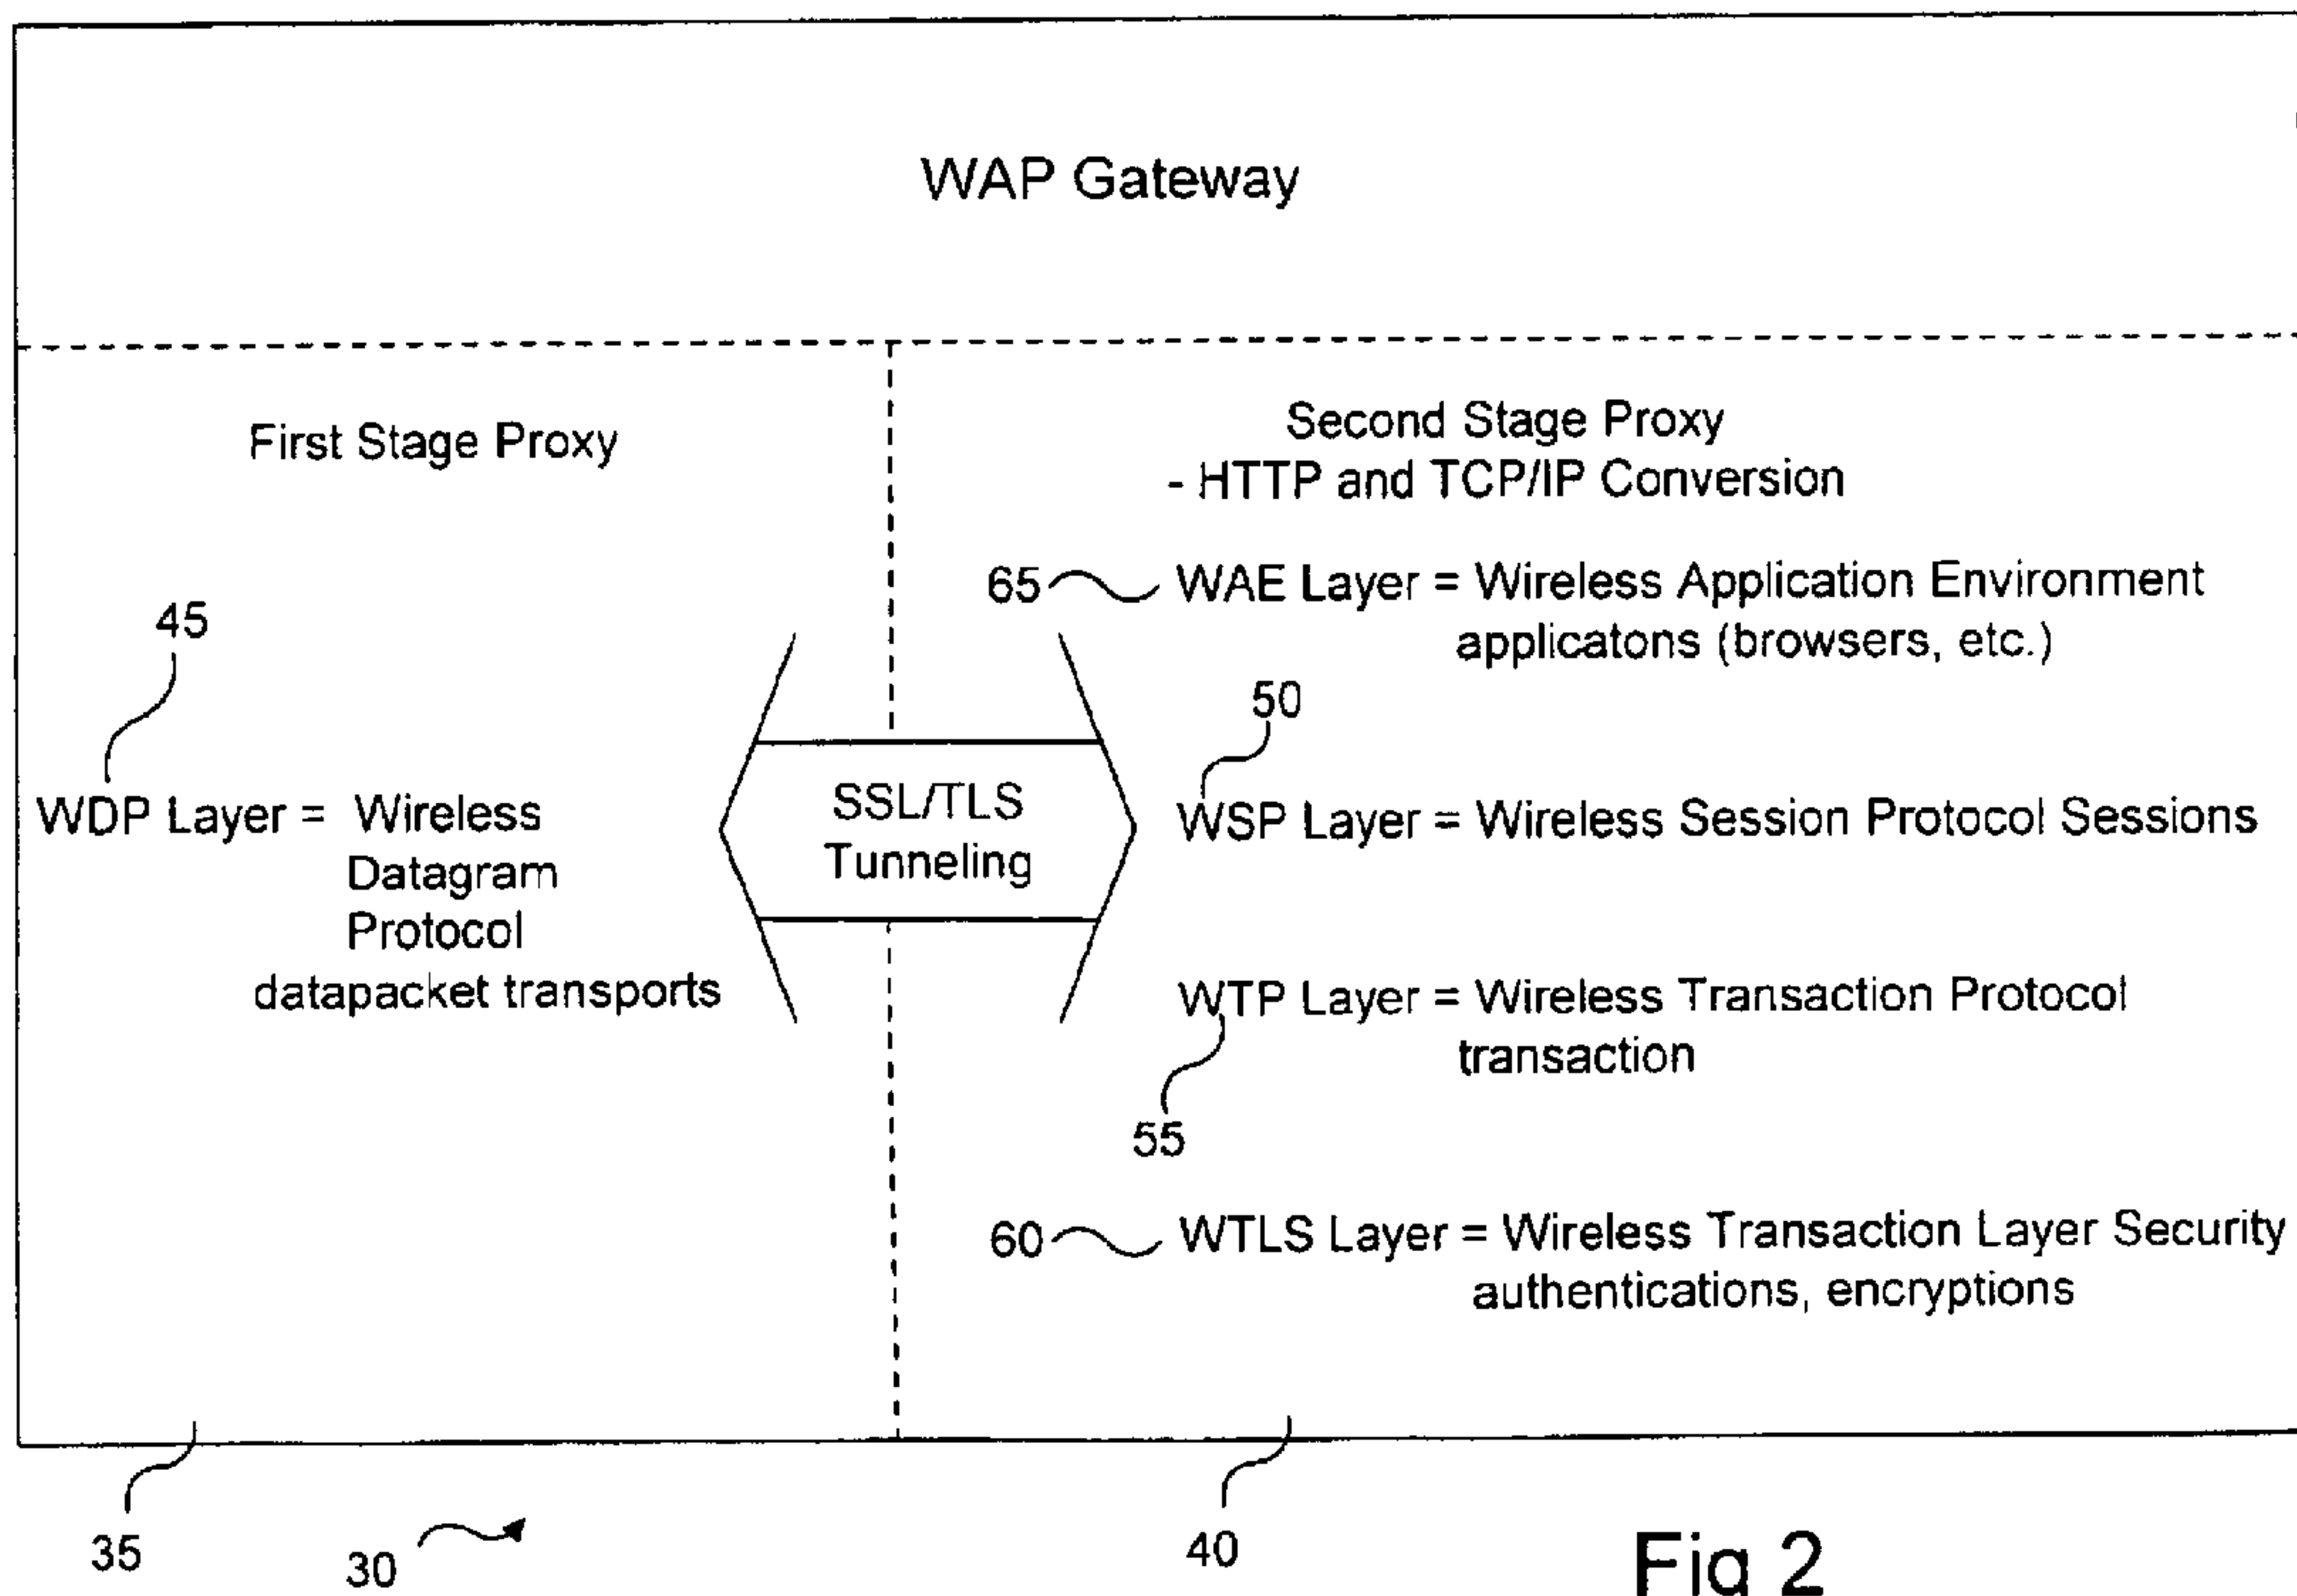 WAP Gateway
First Stage Proxy
Second Stage Proxy
- HTTP and TCP/IP Conversion
65
WAE Layer = Wireless Application Environment
applicatons (browsers, etc.)
45
50
WDP Layer = Wireless
Datagram
Protocol
datapacket transports
SSL/TLS
Tunneling
WSP Layer = Wireless Session Protocol Sessions
WTP Layer = Wireless Transaction Protocol
transaction
55
60
WTLS Layer = Wireless Transaction Layer Security
authentications, encryptions
35
30
40
Fig 2